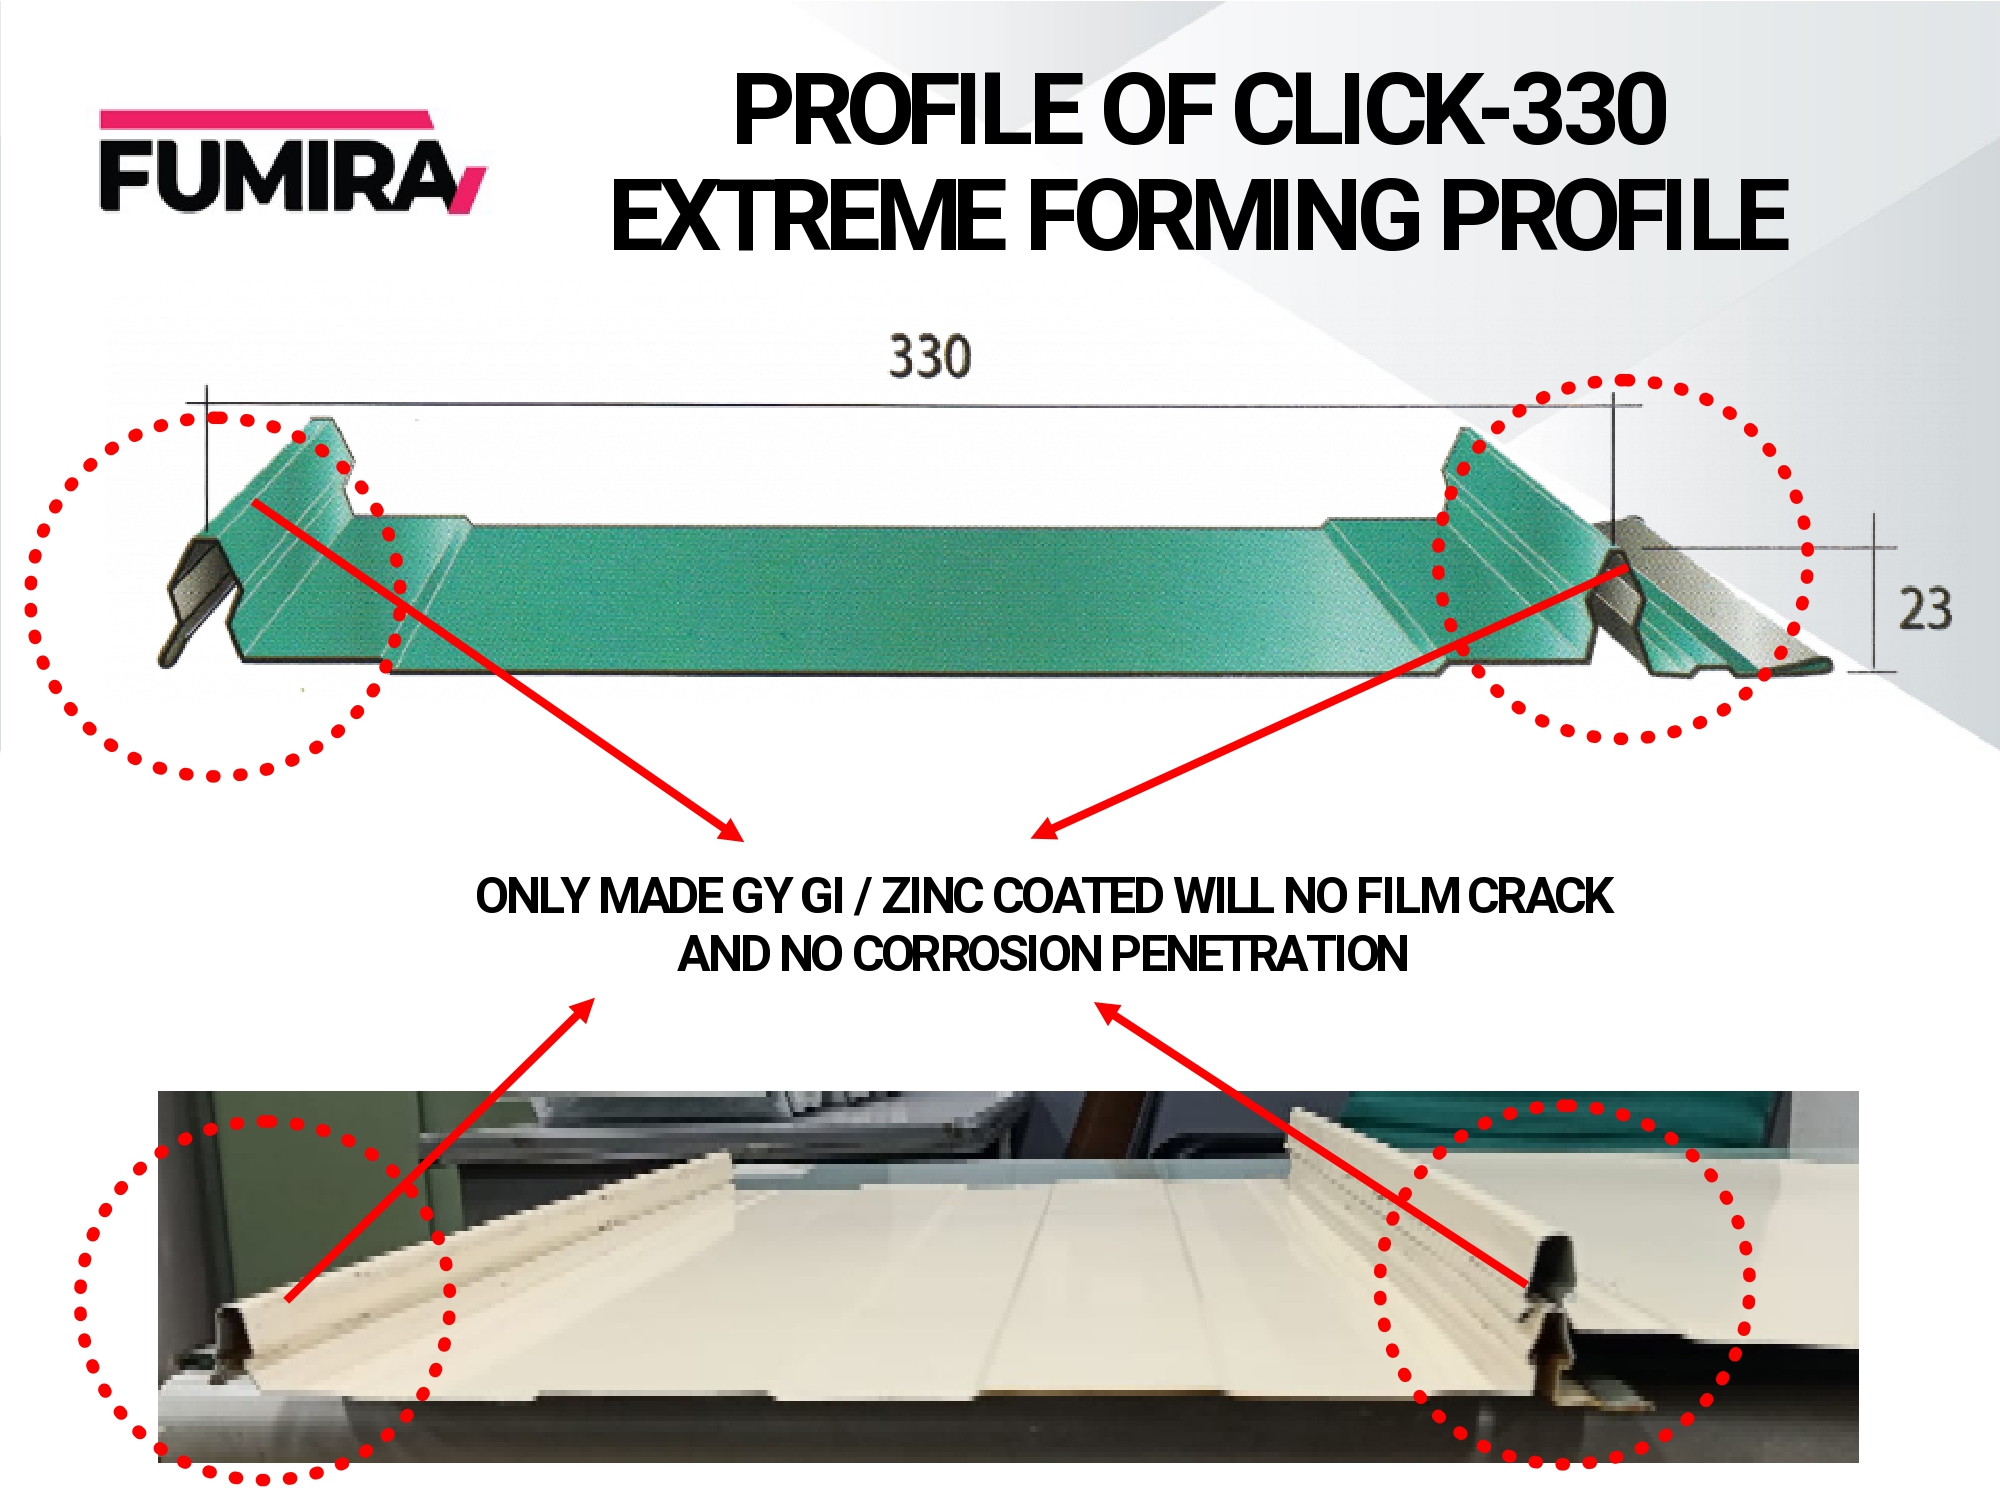 FUMIRA
PROFILE OF CLICK-330
EXTREME FORMING PROFILE
330
23
ONLY MADE GY GI / ZINC COATED WILL NO FILM CRACK
AND NO CORROSION PENETRATION